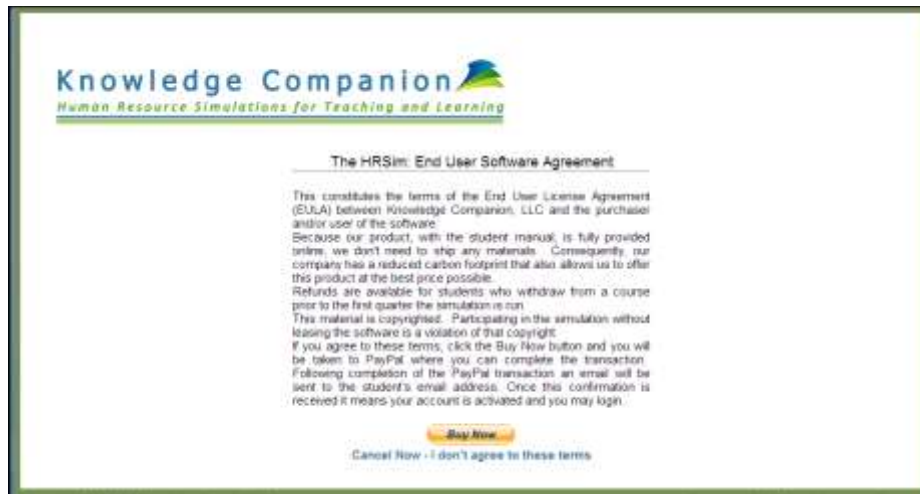 Knowledge Companion
Human Resource Simulations for Teaching and Learning
The HRSim: End User Software Agreement
This constitutes the terms of the End User License Agreement
(EULA) between Knowledge Companion, LLC and the purchaser
and/or user of the software.
Because our product, with the student manual, is fully provided
online, we don't need to ship any materials. Consequently, our
company has a reduced carbon footprint that also allows us to offer
this product at the best price possible.
Refunds are available for students who withdraw from a course
prior to the first quarter the simulation is run.
This material is copyrighted. Participating in the simulation without
leasing the software is a violation of that copyright.
If you agree to these terms, click the Buy Now button and you will
be taken to PayPal where you can complete the transaction.
Following completion of the PayPal transaction an email will be
sent to the student's email address. Once this confirmation is
received it means your account is activated and you may login.
Buy Now
Cancel Now - I don't agree to these terms